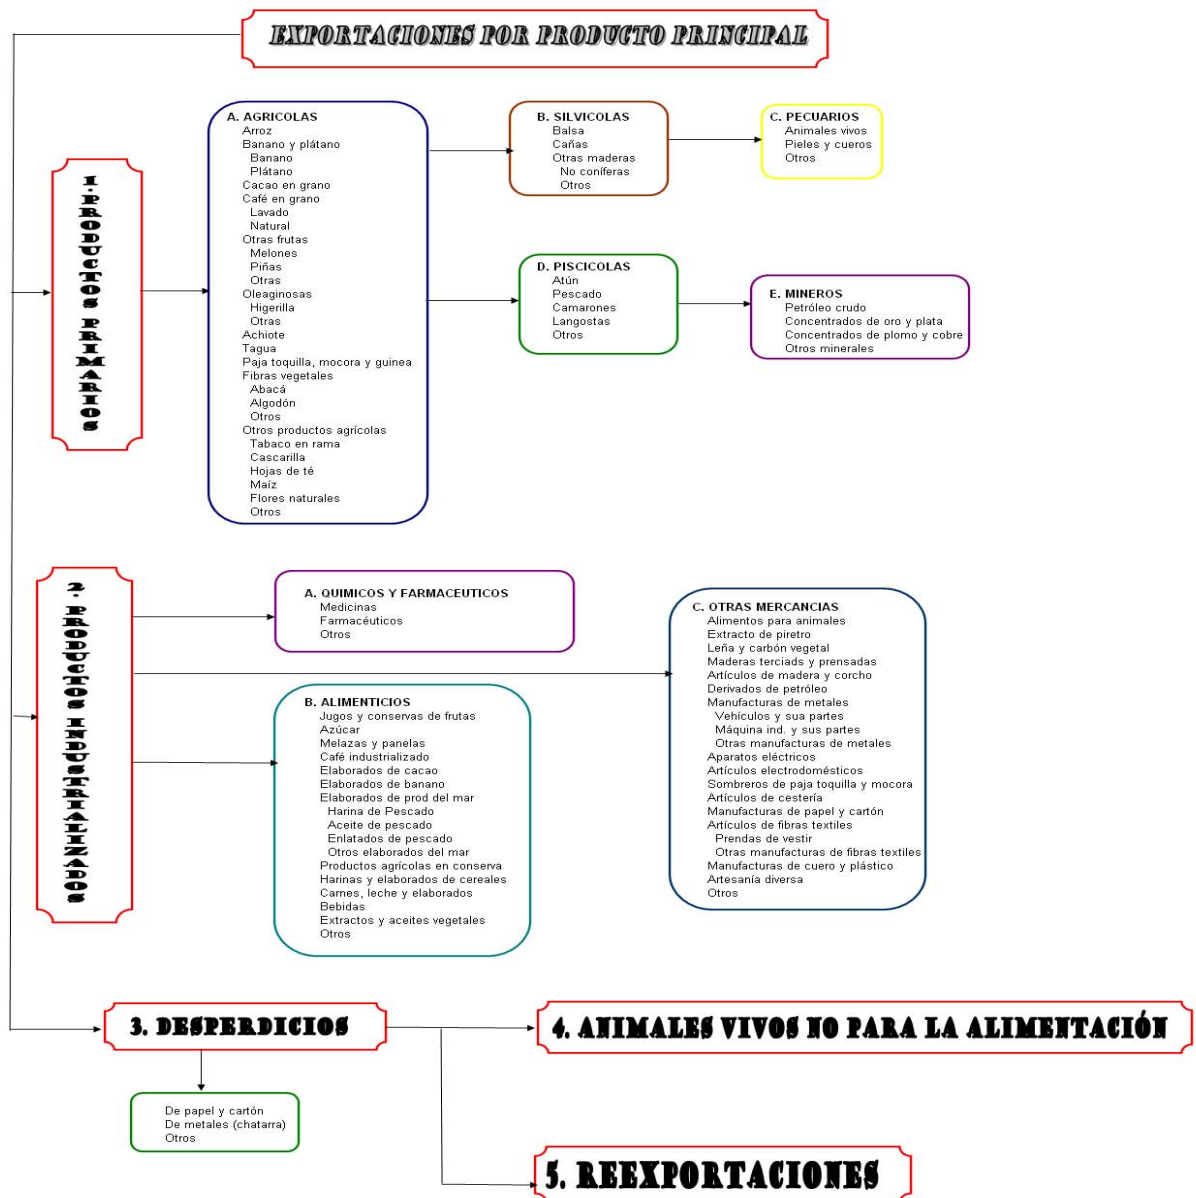 EXPORTACIONES POR PRODUCTO PRINCIPAL
1. PRODUCTOS PRIMARIOS
A. AGRICOLAS
Arroz
Banano y plátano
Banano
Plátano
Cacao en grano
Café en grano
Lavado
Natural
Otras frutas
Melones
Piñas
Otras
Oleaginosas
Higerilla
Otras
Achiote
Tagua
Paja toquilla, mocora y guinea
Fibras vegetales
Abacá
Algodón
Otros
Otros productos agrícolas
Tabaco en rama
Cascarilla
Hojas de té
Maíz
Flores naturales
Otros
B. SILVICOLAS
Balsa
Cañas
Otras maderas
No coníferas
Otros
C. PECUARIOS
Animales vivos
Pieles y cueros
Otros
D. PISCICOLAS
Atún
Pescado
Camarones
Langostas
Otros
E. MINEROS
Petróleo crudo
Concentrados de oro y plata
Concentrados de plomo y cobre
Otros minerales
2. PRODUCTOS INDUSTRIALIZADOS
A. QUIMICOS Y FARMACEUTICOS
Medicinas
Farmacéuticos
Otros
B. ALIMENTICIOS
Jugos y conservas de frutas
Azúcar
Melazas y panelas
Café industrializado
Elaborados de cacao
Elaborados de banano
Elaborados de prod del mar
Harina de Pescado
Aceite de pescado
Enlatados de pescado
Otros elaborados del mar
Productos agrícolas en conserva
Harinas y elaborados de cereales
Carnes, leche y elaborados
Bebidas
Extractos y aceites vegetales
Otros
C. OTRAS MERCANCIAS
Alimentos para animales
Extracto de piretro
Leña y carbón vegetal
Maderas terciads y prensadas
Artículos de madera y corcho
Derivados de petróleo
Manufacturas de metales
Vehículos y sua partes
Máquina ind. y sus partes
Otras manufacturas de metales
Aparatos eléctricos
Artículos electrodomésticos
Sombreros de paja toquilla y mocora
Artículos de cestería
Manufacturas de papel y cartón
Artículos de fibras textiles
Prendas de vestir
Otras manufacturas de fibras textiles
Manufacturas de cuero y plástico
Artesanía diversa
Otros
3. DESPERDICIOS
De papel y cartón
De metales (chatarra)
Otros
4. ANIMALES VIVOS NO PARA LA ALIMENTACIÓN
5. REEXPORTACIONES